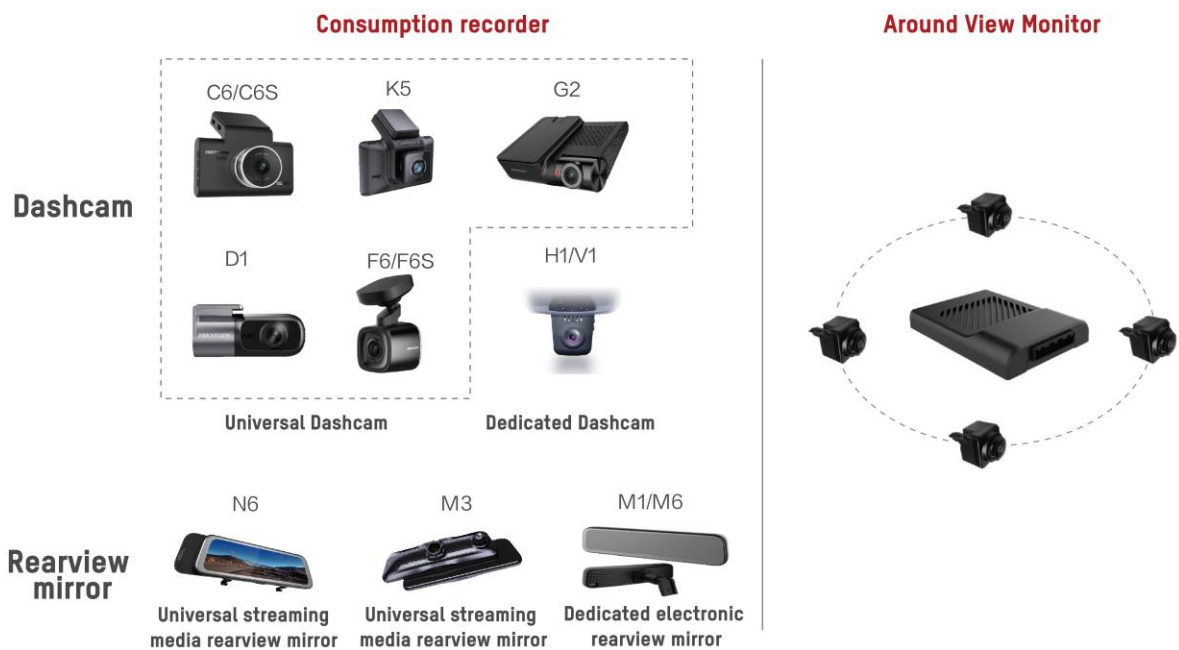 Consumption recorder
Around View Monitor
C6/C6S
K5
G2
HIKVISION
Dashcam
D1
F6/F6S
H1/V1
HIKVISION
Universal Dashcam
Dedicated Dashcam
N6
M3
M1/M6
Rearview
mirror
Universal streaming
media rearview mirror
Universal streaming
media rearview mirror
Dedicated electronic
rearview mirror